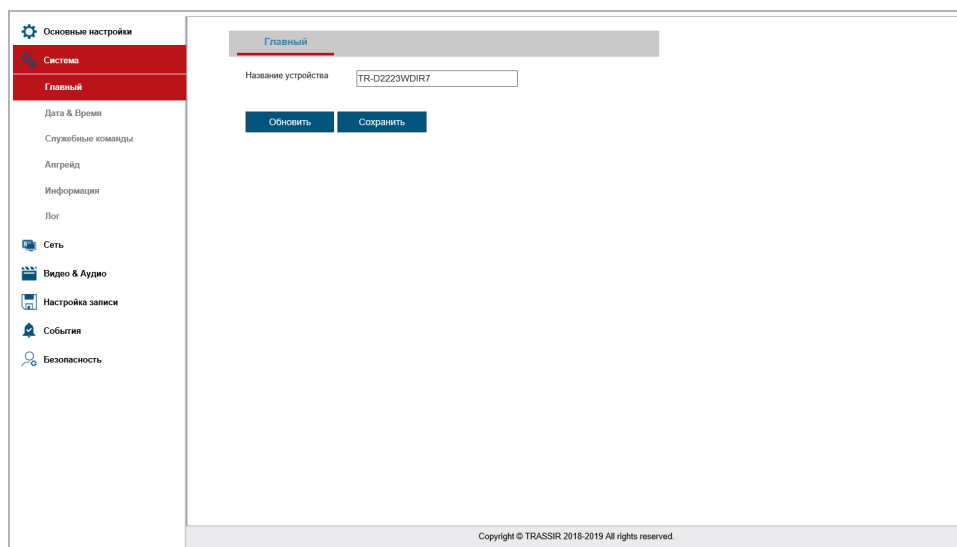 Основные настройки
Система
Главный
Дата & Время
Служебные команды
Апгрейд
Информация
Лог
Сеть
Видео & Аудио
Настройка записи
События
Безопасность
Главный
Название устройства TR-D2223WDIR7
Обновить Сохранить
Copyright © TRASSIR 2018-2019 All rights reserved.